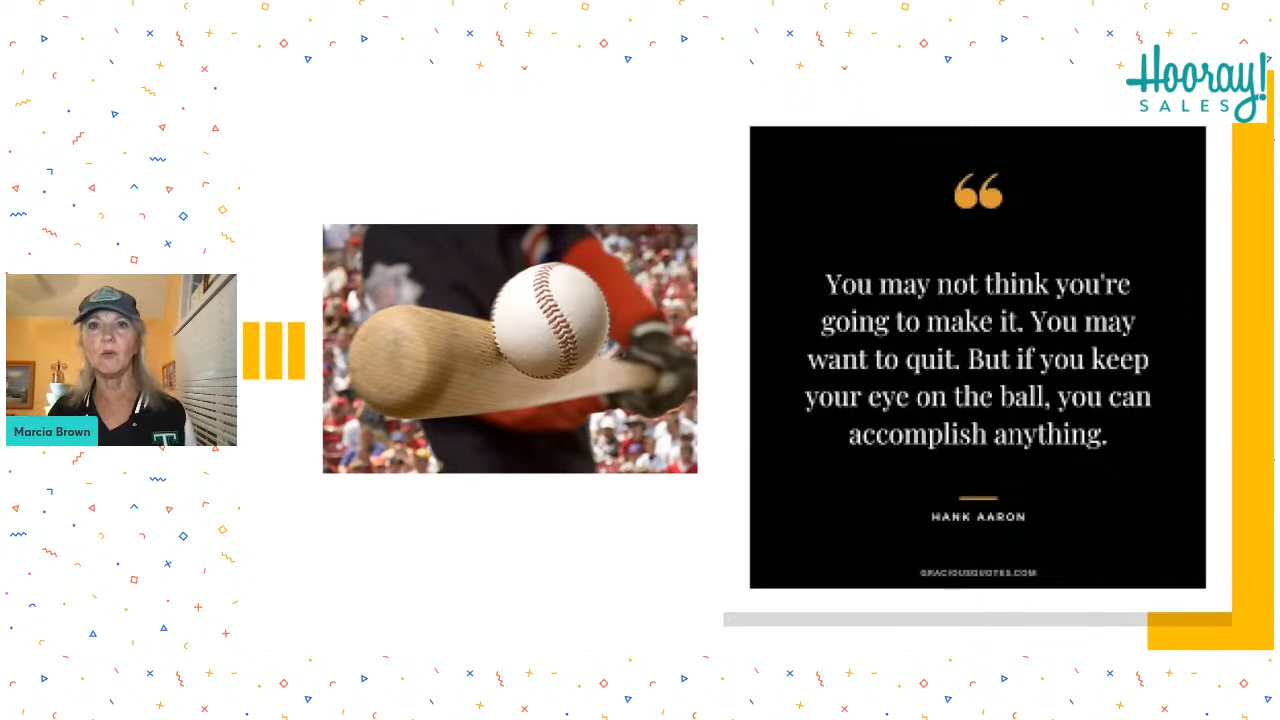 Hooray!
SALES
“
You may not think you're
going to make it. You may
want to quit. But if you keep
your eye on the ball, you can
accomplish anything.
HANK AARON
GRACIOUSQUOTES.COM
Marcia Brown
T